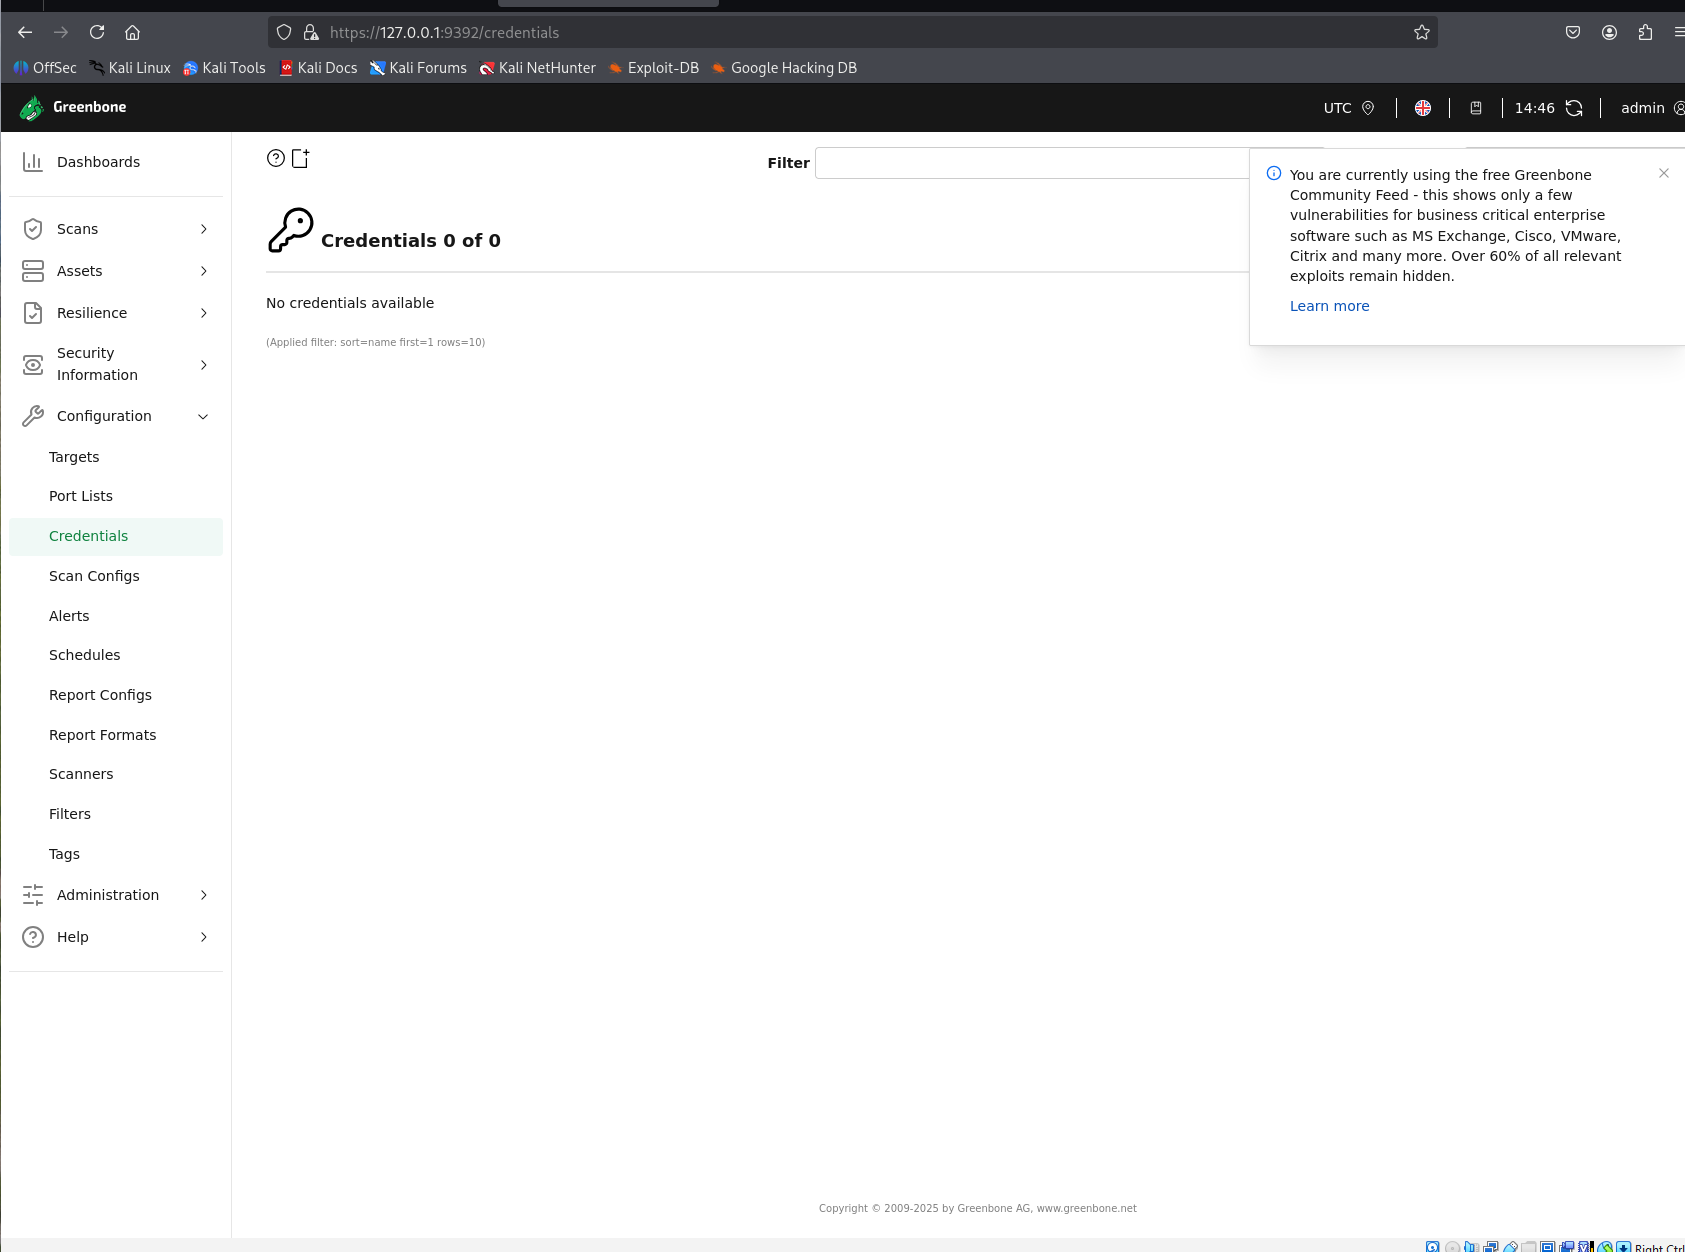 https://127.0.0.1:9392/credentials
OffSec Kali Linux Kali Tools Kali Docs Kali Forums Kali NetHunter Exploit-DB Google Hacking DB
Greenbone UTC 14:46 admin
Dashboards
Scans
Assets
Resilience
Security
Information
Configuration
Targets
Port Lists
Credentials
Scan Configs
Alerts
Schedules
Report Configs
Report Formats
Scanners
Filters
Tags
Administration
Help
Filter
Credentials 0 of 0
No credentials available
(Applied filter: sort=name first=1 rows=10)
You are currently using the free Greenbone
Community Feed - this shows only a few
vulnerabilities for business critical enterprise
software such as MS Exchange, Cisco, VMware,
Citrix and many more. Over 60% of all relevant
exploits remain hidden.
Learn more
Copyright © 2009-2025 by Greenbone AG, www.greenbone.net
Right Ctrl